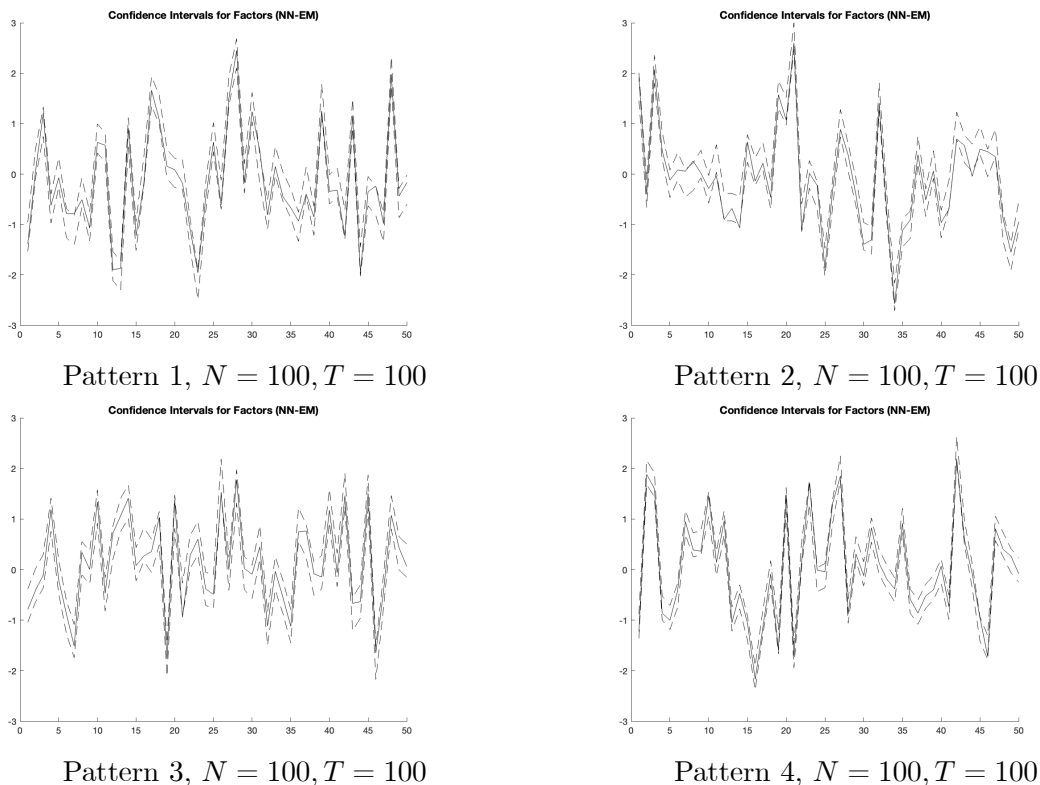 Confidence Intervals for Factors (NN-EM)
3
2
1
0
-1
-2
-3
0 5 10 15 20 25 30 35 40 45 50
Pattern 1, N = 100, T = 100
Confidence Intervals for Factors (NN-EM)
3
2
1
0
-1
-2
-3
0 5 10 15 20 25 30 35 40 45 50
Pattern 2, N = 100, T = 100
Confidence Intervals for Factors (NN-EM)
3
2
1
0
-1
-2
-3
0 5 10 15 20 25 30 35 40 45 50
Pattern 3, N = 100, T = 100
Confidence Intervals for Factors (NN-EM)
3
2
1
0
-1
-2
-3
0 5 10 15 20 25 30 35 40 45 50
Pattern 4, N = 100, T = 100